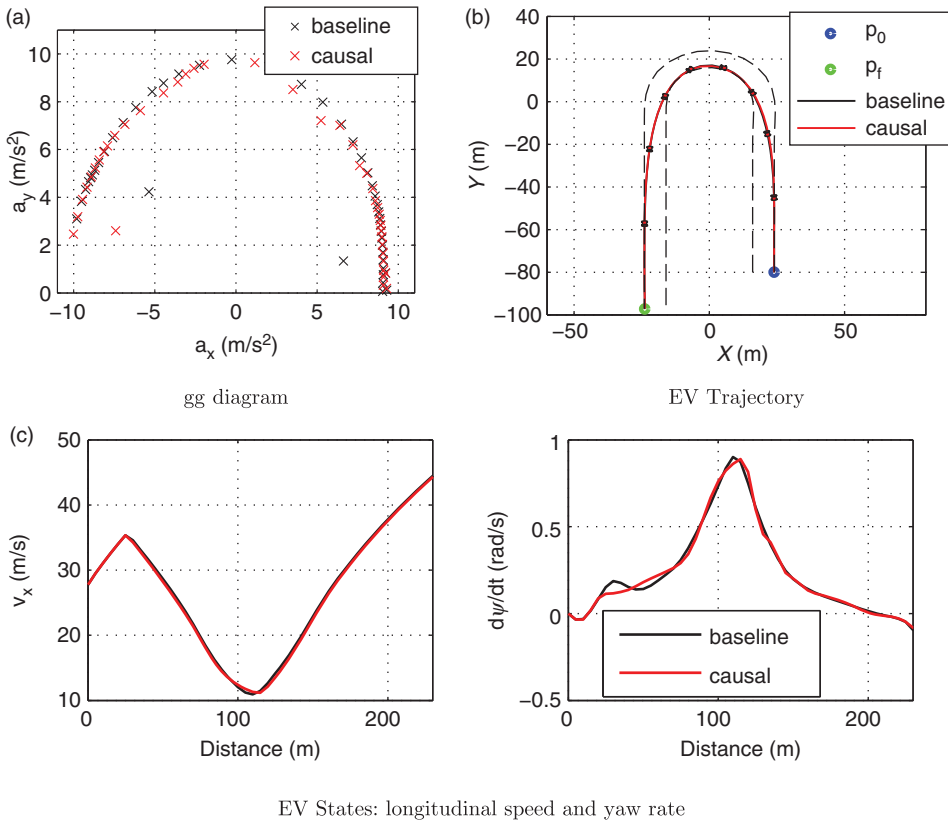 (a)
baseline
causal
10
8
6
4
2
0
a_y (m/s²)
−10
−5
0
5
10
a_x (m/s²)
gg diagram
(b)
p_0
p_f
baseline
causal
40
20
0
−20
−40
−60
−80
−100
Y (m)
−50
0
50
X (m)
EV Trajectory
(c)
50
40
30
20
10
v_x (m/s)
0
100
200
Distance (m)
1
0.5
0
−0.5
dψ/dt (rad/s)
baseline
causal
0
100
200
Distance (m)
EV States: longitudinal speed and yaw rate